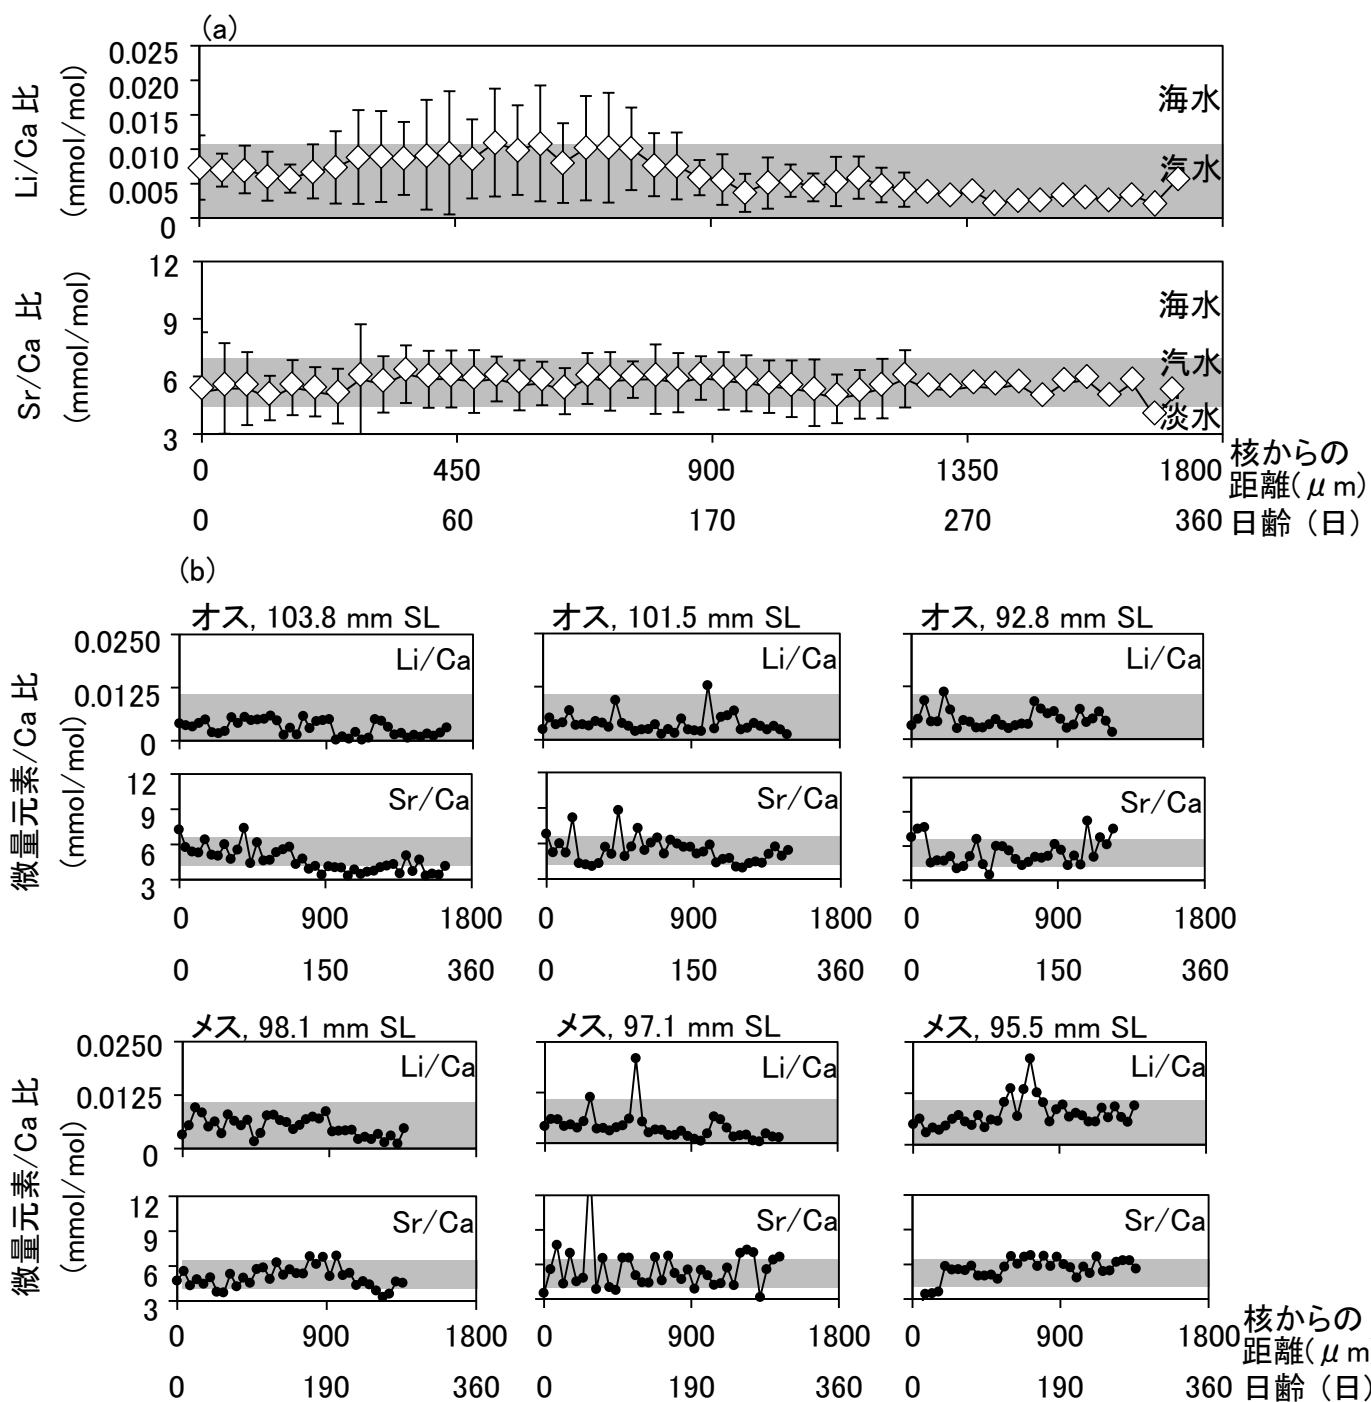 (a)
0.025
0.020
0.015
0.010
0.005
0
Li/Ca 比
(mmol/mol)
海水
汽水
12
9
6
3
Sr/Ca 比
(mmol/mol)
海水
汽水
淡水
0 450 900 1350 1800
核からの
距離(μm)
0 60 170 270 360 日齢 (日)
(b)
オス, 103.8 mm SL オス, 101.5 mm SL オス, 92.8 mm SL
0.0250
0.0125
0
Li/Ca Li/Ca Li/Ca
微量元素/Ca 比
(mmol/mol)
12
9
6
3
Sr/Ca Sr/Ca Sr/Ca
0 900 1800 0 900 1800 0 900 1800
0 150 360 0 150 360 0 150 360
メス, 98.1 mm SL メス, 97.1 mm SL メス, 95.5 mm SL
0.0250
0.0125
0
Li/Ca Li/Ca Li/Ca
微量元素/Ca 比
(mmol/mol)
12
9
6
3
Sr/Ca Sr/Ca Sr/Ca
0 900 1800 0 900 1800 0 900 1800
核からの
距離(μm
0 190 360 0 190 360 0 190 360 日齢 (日)